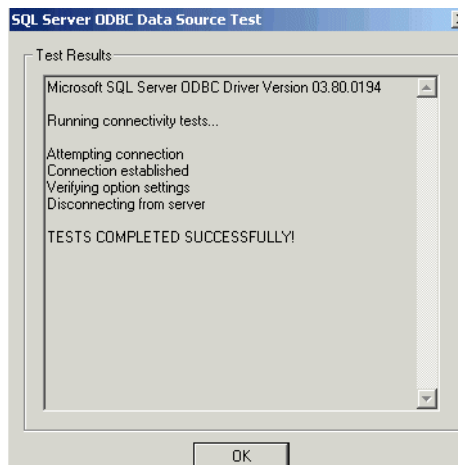 SQL Server ODBC Data Source Test
Test Results
Microsoft SQL Server ODBC Driver Version 03.80.0194
Running connectivity tests...
Attempting connection
Connection established
Verifying option settings
Disconnecting from server
TESTS COMPLETED SUCCESSFULLY!
OK